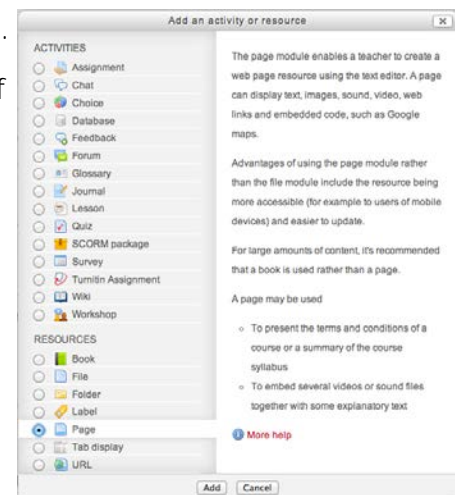 Add an activity or resource
x
.
f
ACTIVITIES
Assignment
Chat
Choice
Database
Feedback
Forum
Glossary
Journal
Lesson
Quiz
SCORM package
Survey
Turnitin Assignment
Wiki
Workshop
RESOURCES
Book
File
Folder
Label
Page
Tab display
URL
The page module enables a teacher to create a
web page resource using the text editor. A page
can display text, images, sound, video, web
links and embedded code, such as Google
maps.
Advantages of using the page module rather
than the file module include the resource being
more accessible (for example to users of mobile
devices) and easier to update.
For large amounts of content, it's recommended
that a book is used rather than a page.
A page may be used
To present the terms and conditions of a
course or a summary of the course
syllabus
To embed several videos or sound files
together with some explanatory text
More help
Add
Cancel